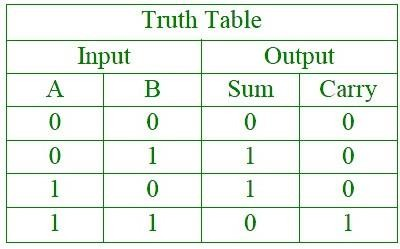 Truth Table
Input Output
A B Sum Carry
0 0 0 0
0 1 1 0
1 0 1 0
1 1 0 1